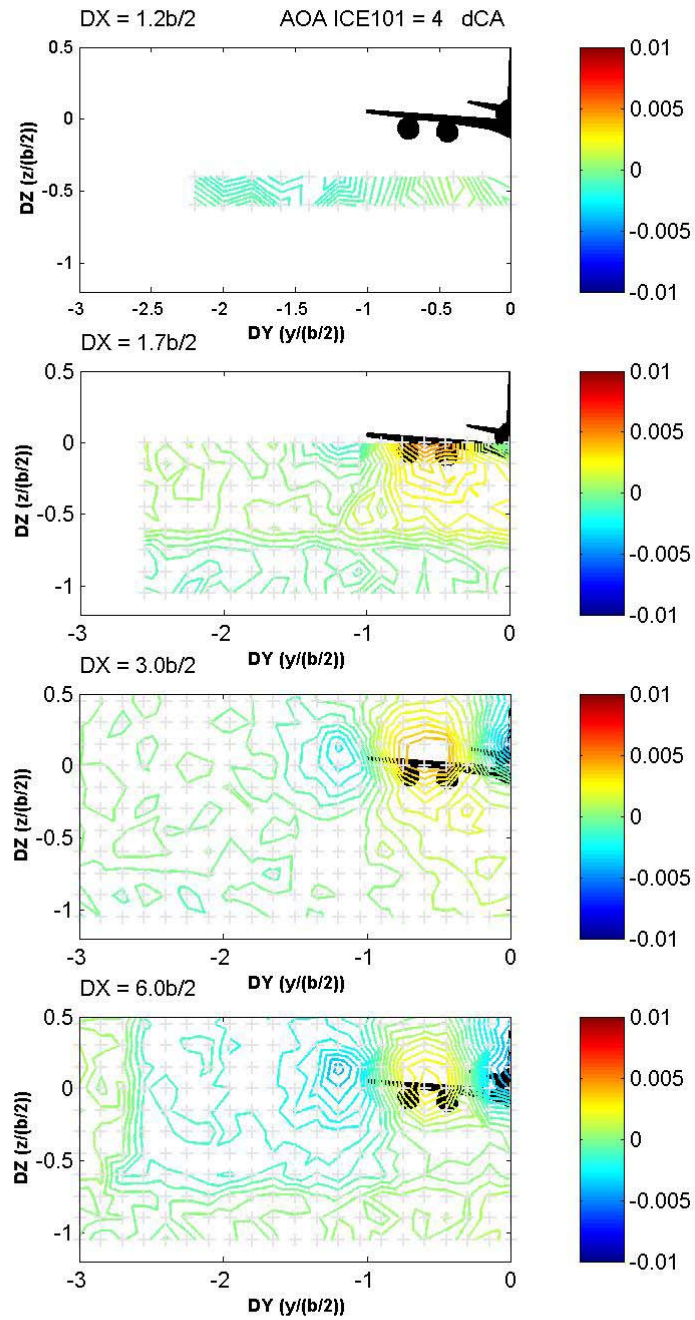 DX = 1.2b/2 AOA ICE101 = 4 dCA
0.5
0
-0.5
-1
DZ (z/(b/2))
-3 -2.5 -2 -1.5 -1 -0.5 0
DY (y/(b/2))
0.01
0.005
0
-0.005
-0.01
DX = 1.7b/2
0.5
0
-0.5
-1
DZ (z/(b/2))
-3 -2 -1 0
DY (y/(b/2))
0.01
0.005
0
-0.005
-0.01
DX = 3.0b/2
0.5
0
-0.5
-1
DZ (z/(b/2))
-3 -2 -1 0
DY (y/(b/2))
0.01
0.005
0
-0.005
-0.01
DX = 6.0b/2
0.5
0
-0.5
-1
DZ (z/(b/2))
-3 -2 -1 0
DY (y/(b/2))
0.01
0.005
0
-0.005
-0.01